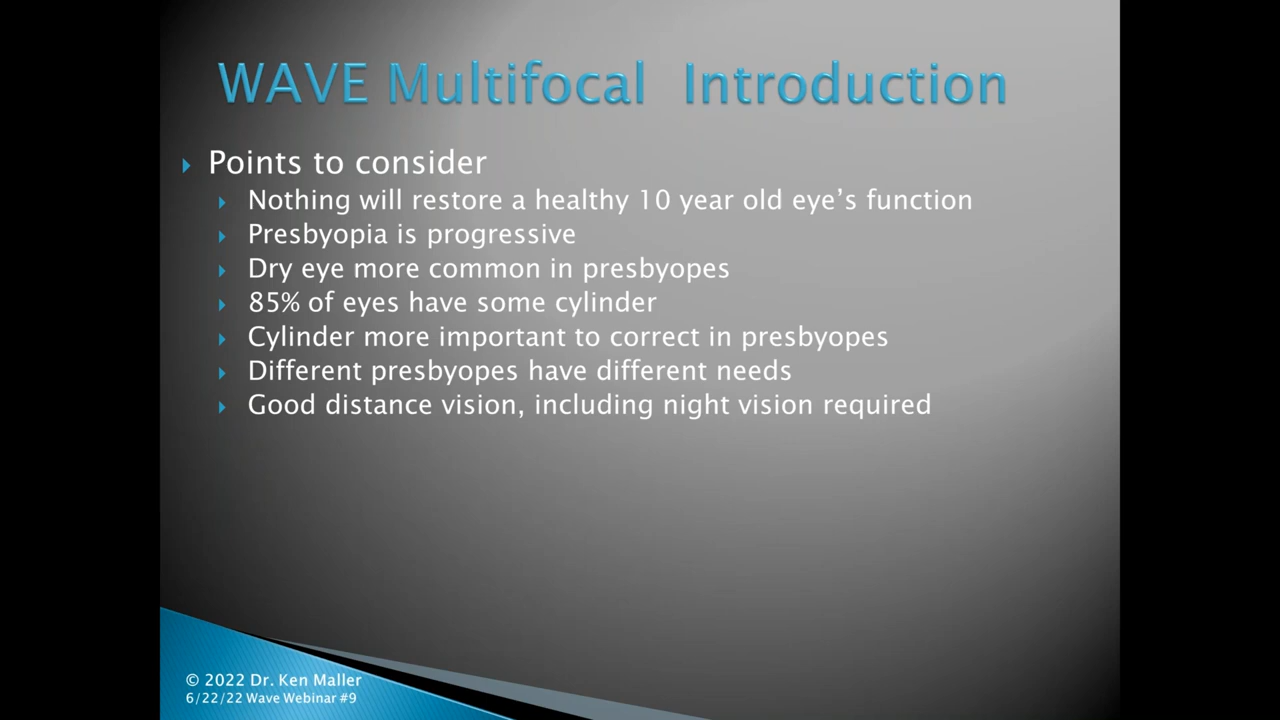 WAVE Multifocal Introduction
Points to consider
Nothing will restore a healthy 10 year old eye’s function
Presbyopia is progressive
Dry eye more common in presbyopes
85% of eyes have some cylinder
Cylinder more important to correct in presbyopes
Different presbyopes have different needs
Good distance vision, including night vision required
© 2022 Dr. Ken Maller
6/22/22 Wave Webinar #9